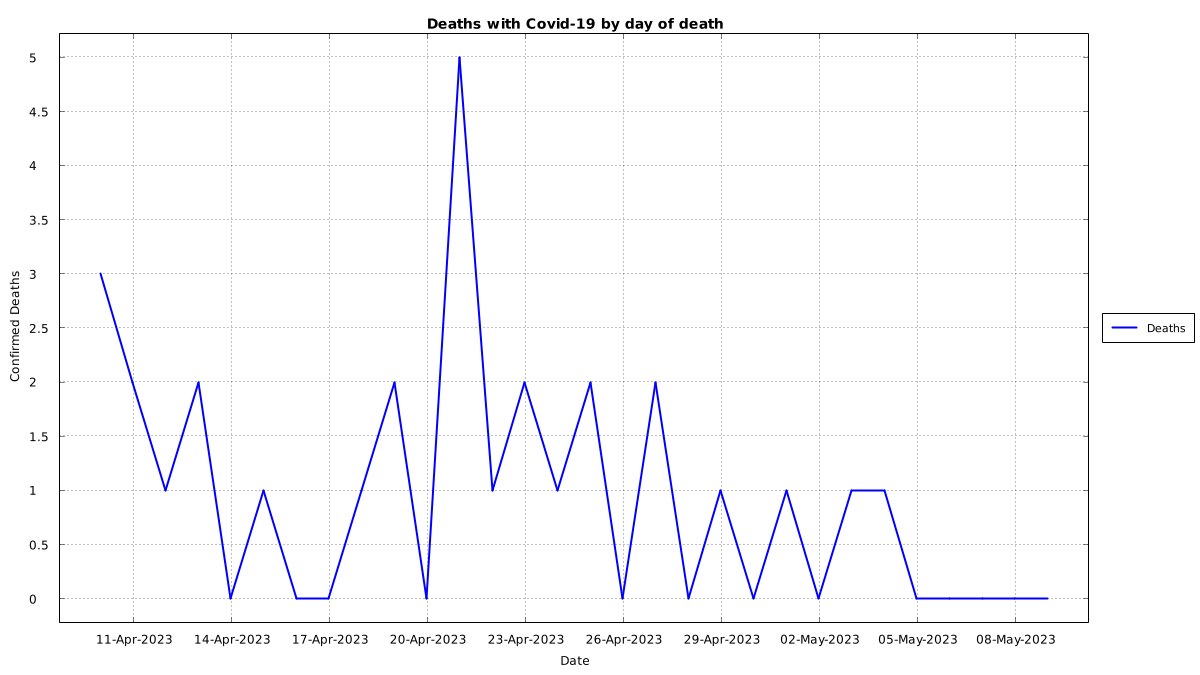 Deaths with Covid-19 by day of death
Confirmed Deaths
5
4.5
4
3.5
3
2.5
2
1.5
1
0.5
0
11-Apr-2023 14-Apr-2023 17-Apr-2023 20-Apr-2023 23-Apr-2023 26-Apr-2023 29-Apr-2023 02-May-2023 05-May-2023 08-May-2023
Date
Deaths